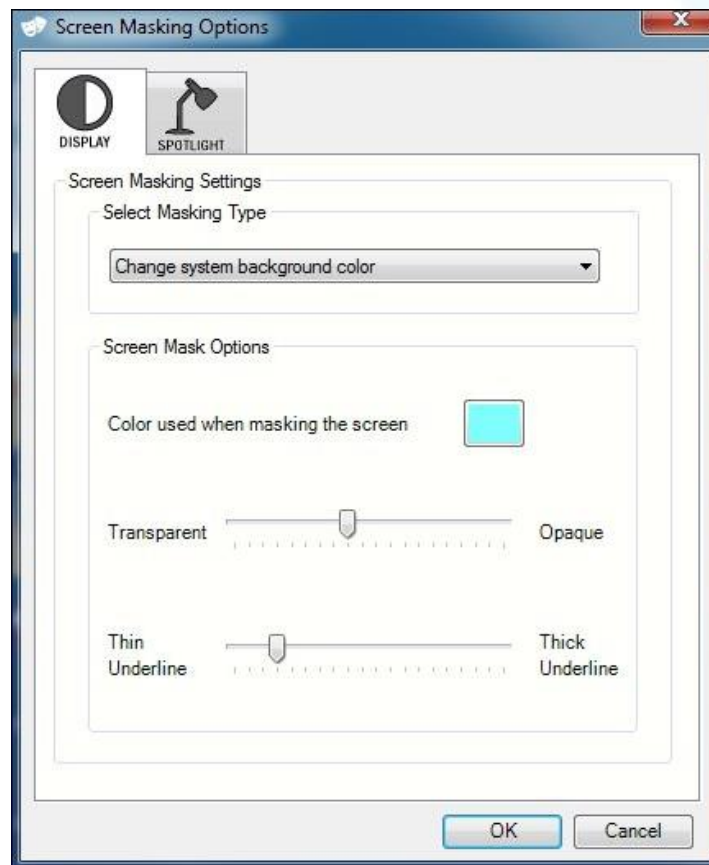 Screen Masking Options
DISPLAY
SPOTLIGHT
Screen Masking Settings
Select Masking Type
Change system background color
Screen Mask Options
Color used when masking the screen
Transparent
Opaque
Thin
Underline
Thick
Underline
OK
Cancel